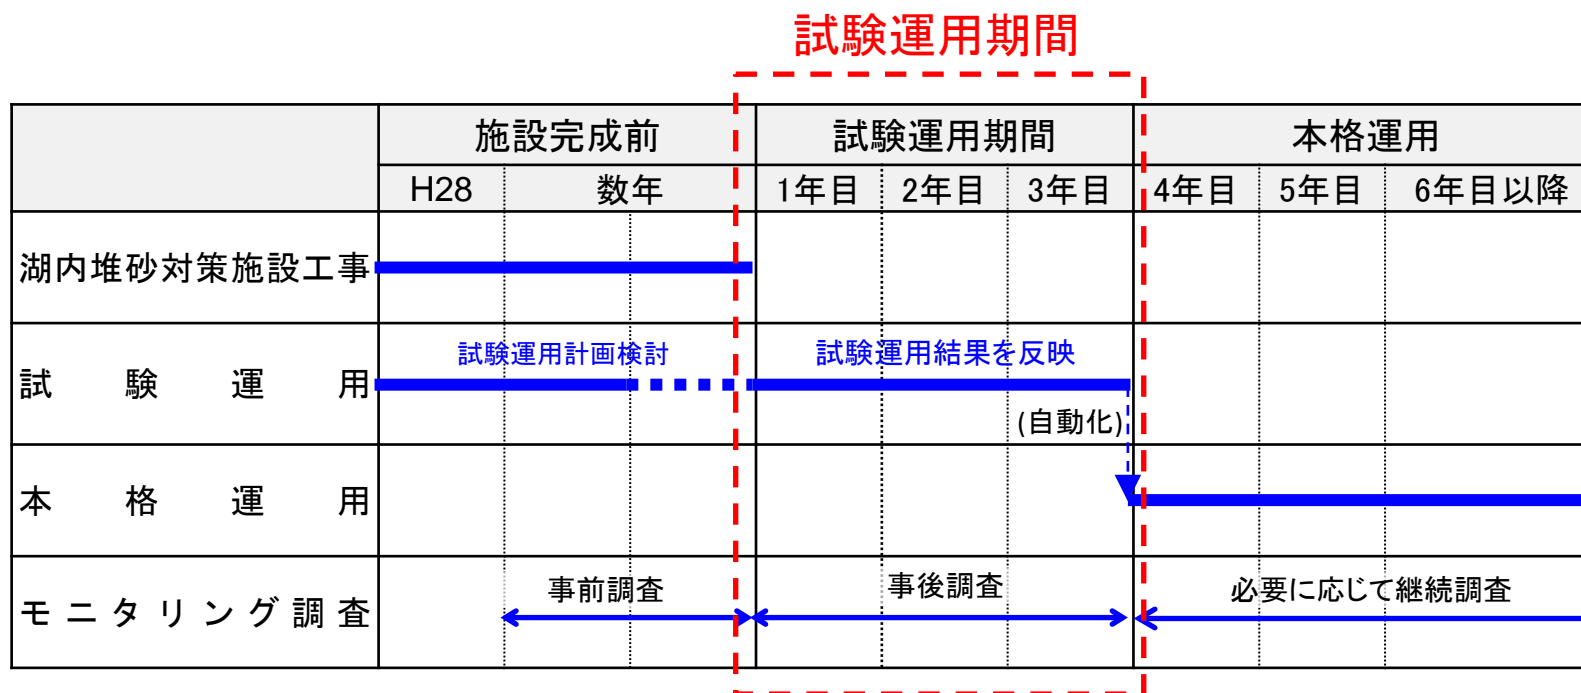 試験運用期間
施設完成前 試験運用期間 本格運用
H28 数年 1年目 2年目 3年目 4年目 5年目 6年目以降
湖内堆砂対策施設工事
試験運用計画検討 試験運用結果を反映
試験運用
(自動化)
本格運用
事前調査 事後調査 必要に応じて継続調査
モニタリング調査